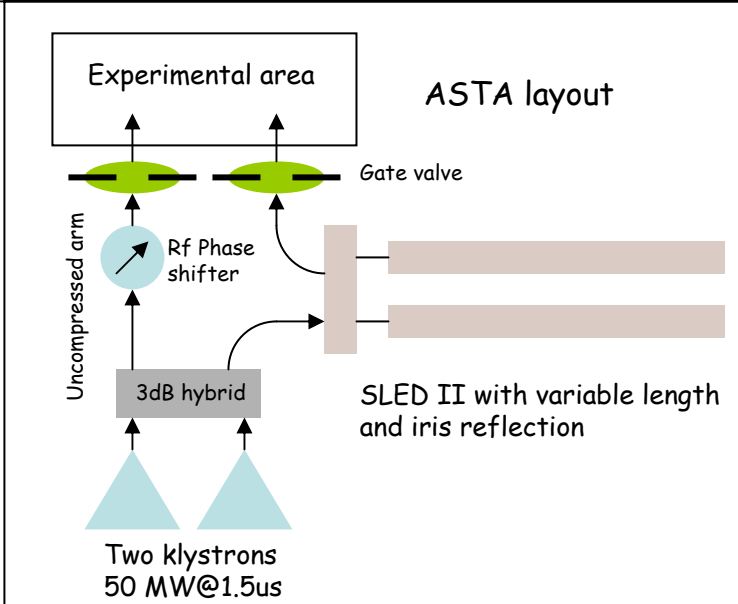 Experimental area
ASTA layout
Gate valve
Uncompressed arm
Rf Phase
shifter
3dB hybrid
SLED II with variable length
and iris reflection
Two klystrons
50 MW@1.5us